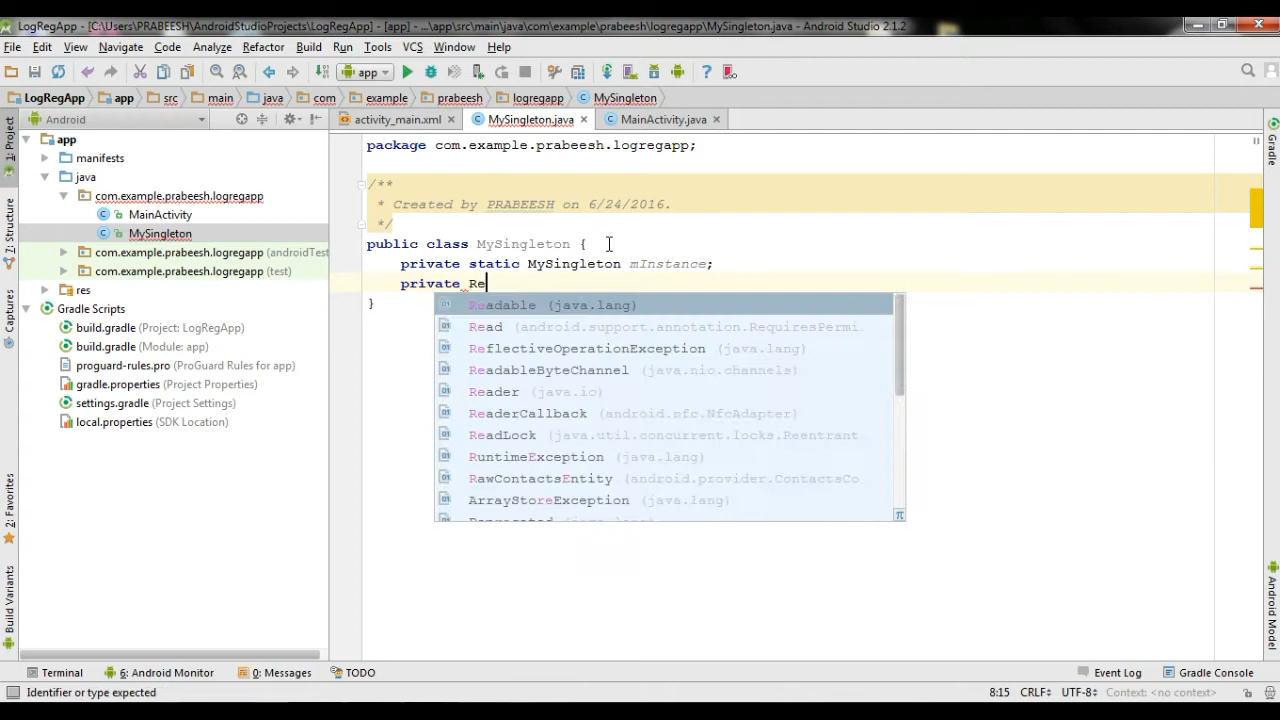 LogRegApp - [C:\Users\PRABEESH\AndroidStudioProjects\LogRegApp] - [app] - ...\app\src\main\java\com\example\prabeesh\logregapp\MySingleton.java - Android Studio 2.1.2
File Edit View Navigate Code Analyze Refactor Build Run Tools VCS Window Help
app
LogRegApp app src main java com example prabeesh logregapp MySingleton
Android
activity_main.xml MySingleton.java MainActivity.java
1: Project
7: Structure
Captures
2: Favorites
Build Variants
app
manifests
java
com.example.prabeesh.logregapp
MainActivity
MySingleton
com.example.prabeesh.logregapp (androidTest
com.example.prabeesh.logregapp (test)
res
Gradle Scripts
build.gradle (Project: LogRegApp)
build.gradle (Module: app)
proguard-rules.pro (ProGuard Rules for app)
gradle.properties (Project Properties)
settings.gradle (Project Settings)
local.properties (SDK Location)
package com.example.prabeesh.logregapp;
/**
* Created by PRABEESH on 6/24/2016.
*/
public class MySingleton {
private static MySingleton mInstance;
private Re
}
Readable (java.lang)
Read (android.support.annotation.RequiresPermi.
ReflectiveOperationException (java.lang)
ReadableByteChannel (java.nio.channels)
Reader (java.io)
ReaderCallback (android.nfc.NfcAdapter)
ReadLock (java.util.concurrent.locks.Reentrant
RuntimeException (java.lang)
RawContactsEntity (android.provider.ContactsCo
ArrayStoreException (java.lang)
π
Gradle
Android Model
Terminal 6: Android Monitor 0: Messages TODO Event Log Gradle Console
Identifier or type expected 8:15 CRLF UTF-8 Context: <no context>